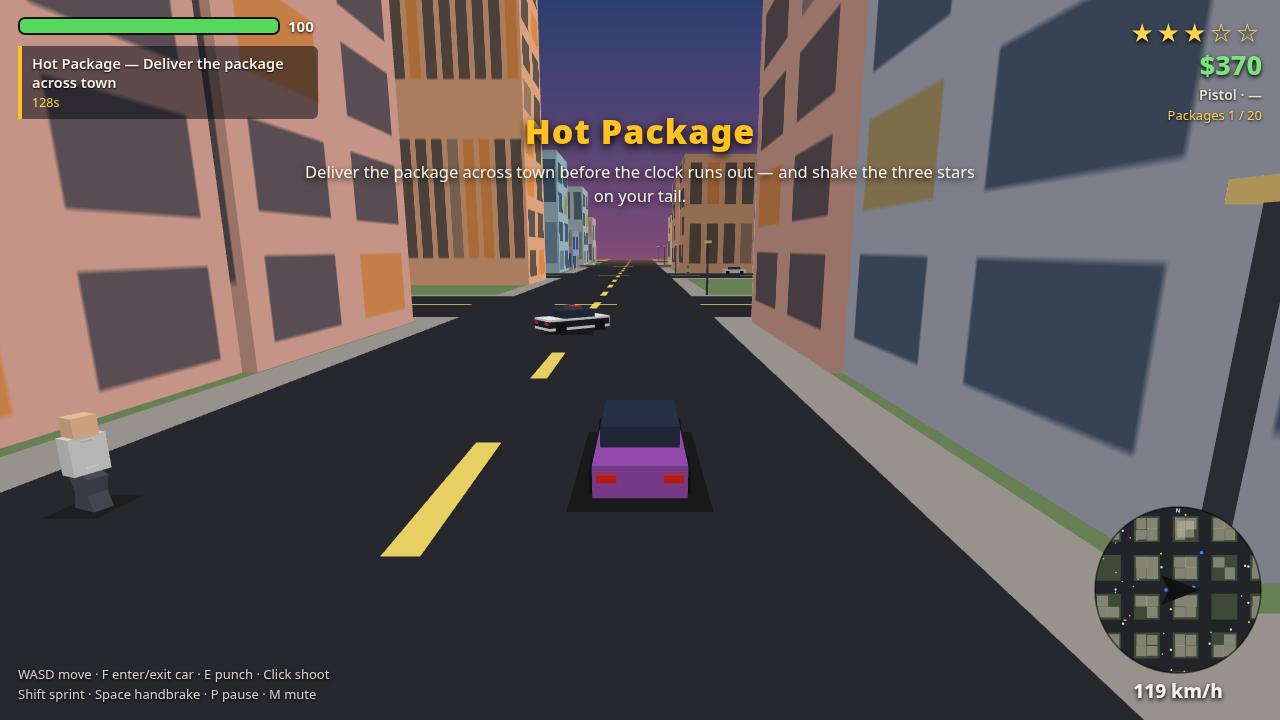 100
Hot Package — Deliver the package
across town
128s
★★★☆☆
$370
Pistol · —
Packages 1 / 20
Hot Package
Deliver the package across town before the clock runs out — and shake the three stars
on your tail.
N
119 km/h
WASD move · F enter/exit car · E punch · Click shoot
Shift sprint · Space handbrake · P pause · M mute